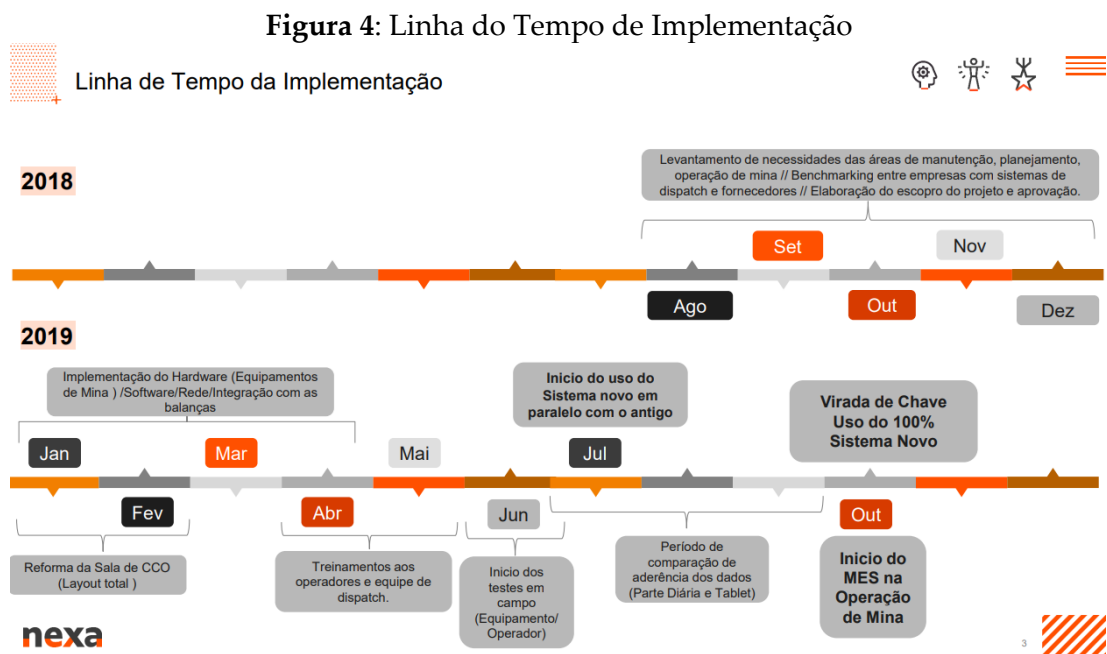 Figura 4: Linha do Tempo de Implementação
Linha de Tempo da Implementação
2018
Levantamento de necessidades das áreas de manutenção, planejamento,
operação de mina // Benchmarking entre empresas com sistemas de
dispatch e fornecedores // Elaboração do escopro do projeto e aprovação.
Set
Nov
Ago
Out
Dez
2019
Implementação do Hardware (Equipamentos
de Mina ) /Software/Rede/Integração com as
balanças
Inicio do uso do
Sistema novo em
paralelo com o antigo
Virada de Chave
Uso do 100%
Sistema Novo
Jan
Mar
Mai
Jul
Fev
Abr
Jun
Out
Reforma da Sala de CCO
(Layout total )
Treinamentos aos
operadores e equipe de
dispatch.
Inicio dos
testes em
campo
(Equipamento/
Operador)
Período de
comparação de
aderência dos dados
(Parte Diária e Tablet)
Inicio do
MES na
Operação
de Mina
nexa
3